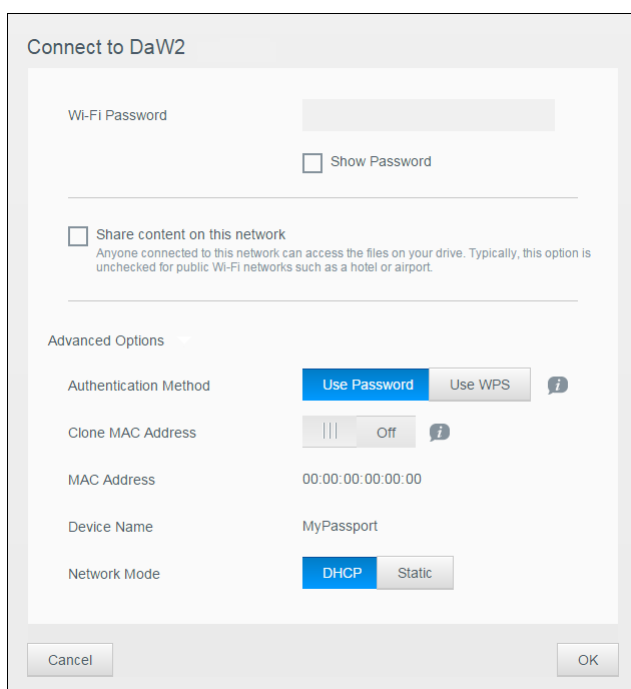 Connect to DaW2
Wi-Fi Password
Show Password
Share content on this network
Anyone connected to this network can access the files on your drive. Typically, this option is
unchecked for public Wi-Fi networks such as a hotel or airport.
Advanced Options
Authentication Method
Use Password
Use WPS
i
Clone MAC Address
Off
i
MAC Address
00:00:00:00:00:00
Device Name
MyPassport
Network Mode
DHCP
Static
Cancel
OK